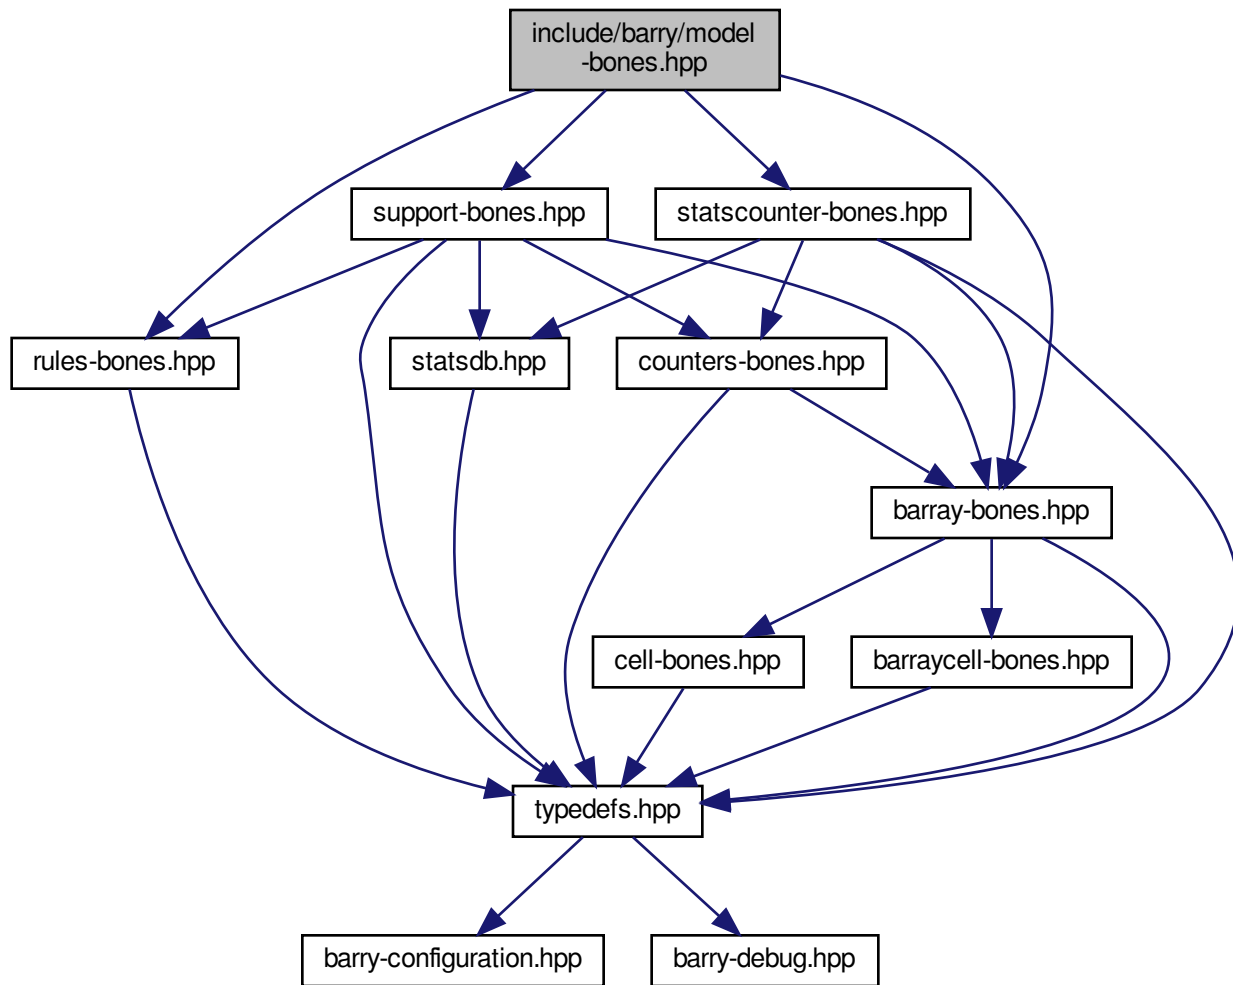 include/barry/model
-bones.hpp
support-bones.hpp
statscounter-bones.hpp
rules-bones.hpp
statsdb.hpp
counters-bones.hpp
barray-bones.hpp
cell-bones.hpp
barraycell-bones.hpp
typedefs.hpp
barry-configuration.hpp
barry-debug.hpp